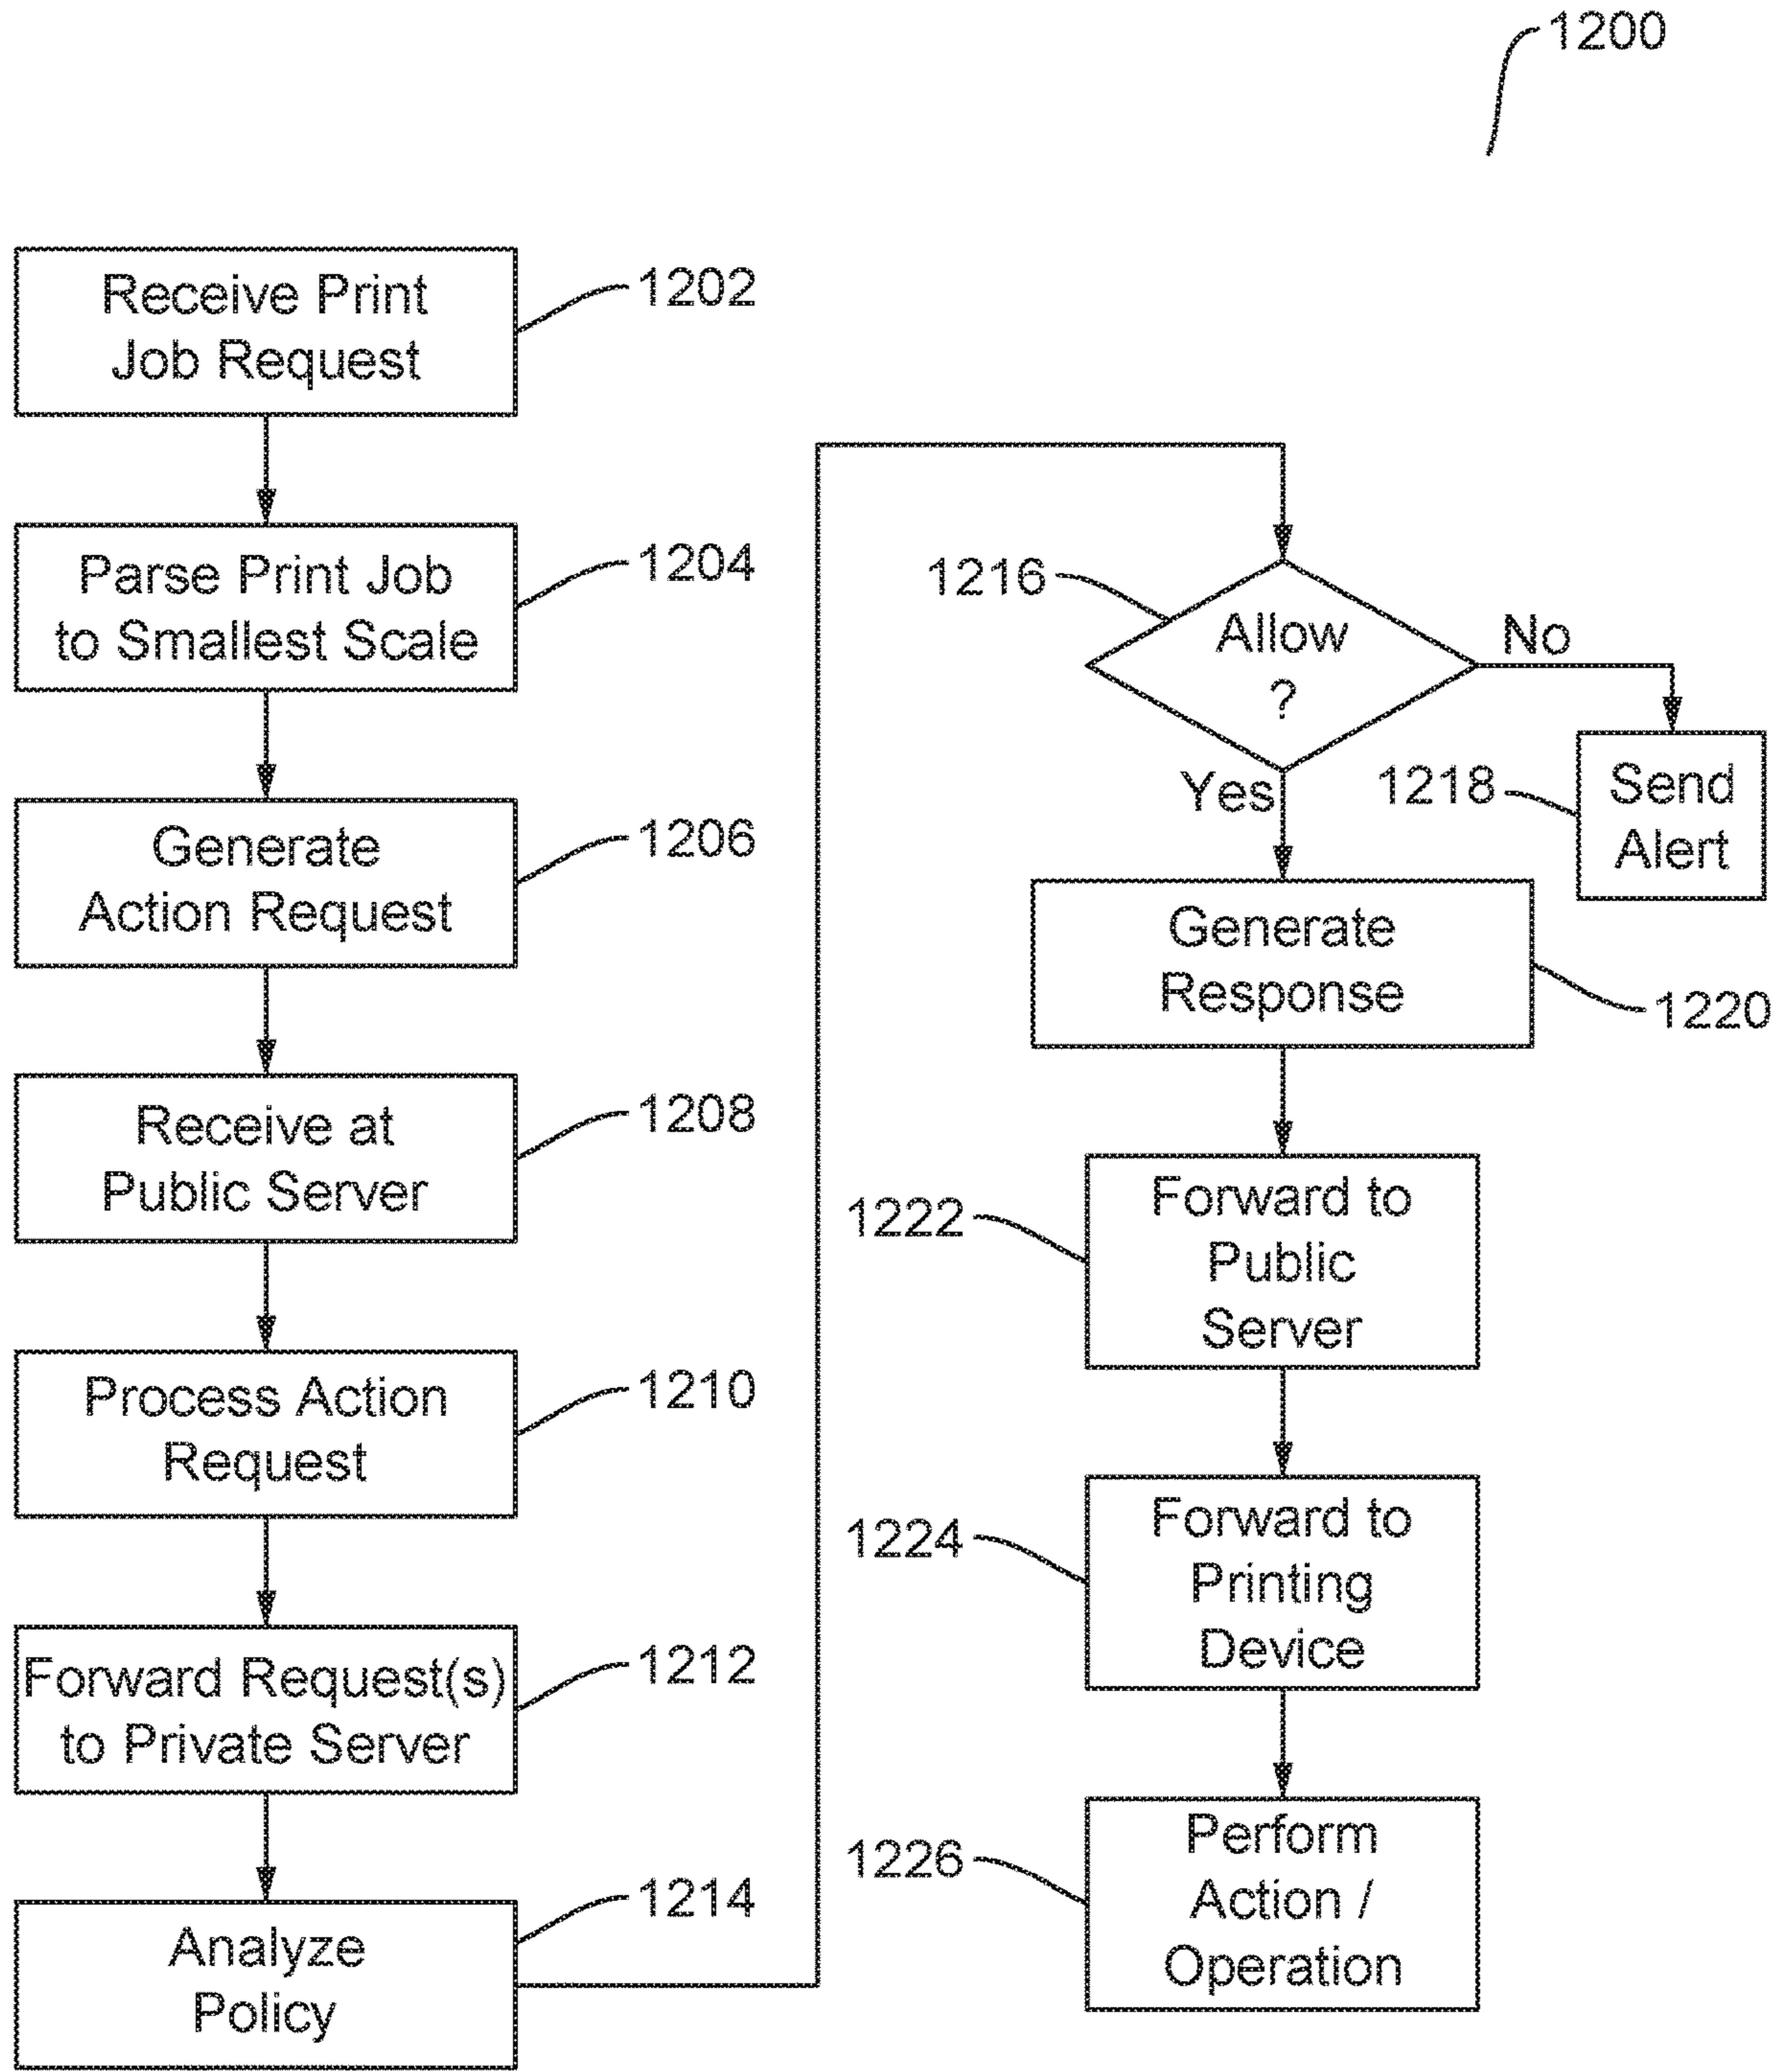 1200
Receive Print
Job Request
1202
Parse Print Job
to Smallest Scale
1204
Generate
Action Request
1206
Receive at
Public Server
1208
Process Action
Request
1210
Forward Request(s)
to Private Server
1212
Analyze
Policy
1214
1216
Allow
?
No
Yes
1218
Send
Alert
Generate
Response
1220
1222
Forward to
Public
Server
1224
Forward to
Printing
Device
1226
Perform
Action /
Operation